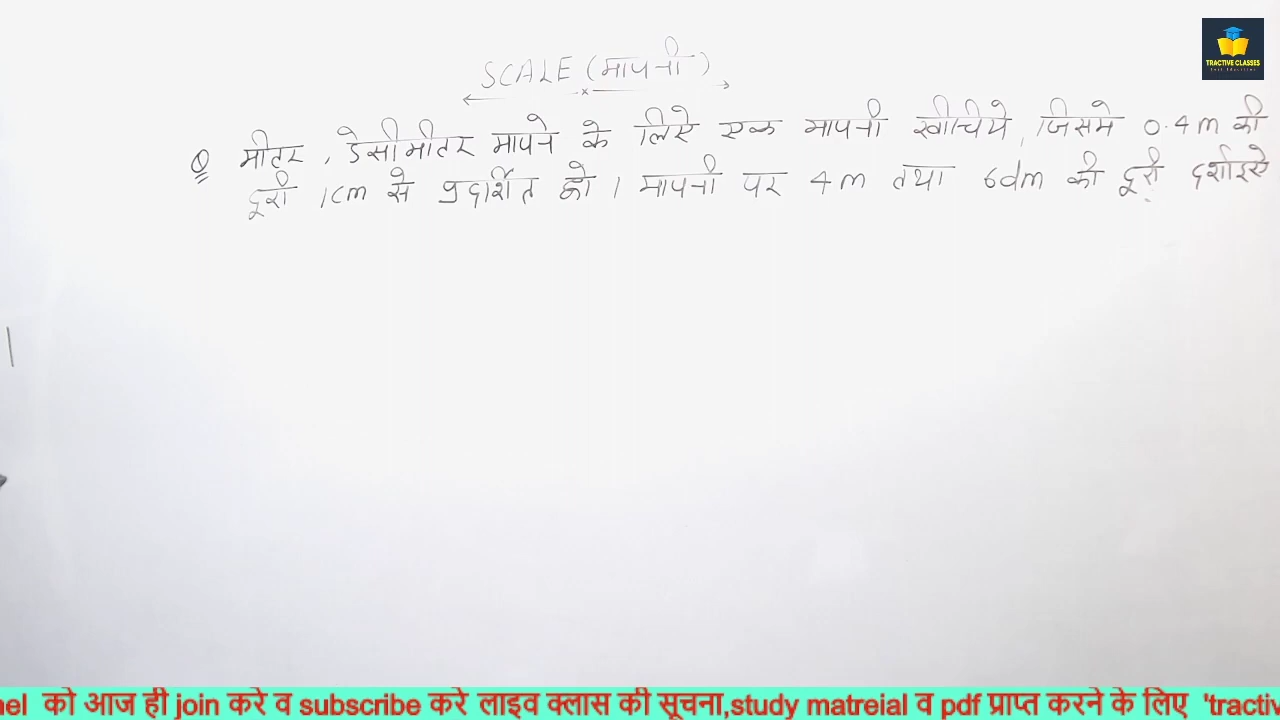 TRACTIVE CLASSES
SCALE (मापनी)
Q मीटर, डेसीमीटर मापने के लिए एक मापनी खीचिये, जिसमे 0.4m की
दूरी 1cm से प्रदर्शित हो। मापनी पर 4m तथा 6dm की दूरी दर्शाइऐ
nel को आज ही join करे व subscribe करे लाइव क्लास की सूचना,study matreial व pdf प्राप्त करने के लिए 'tractiv